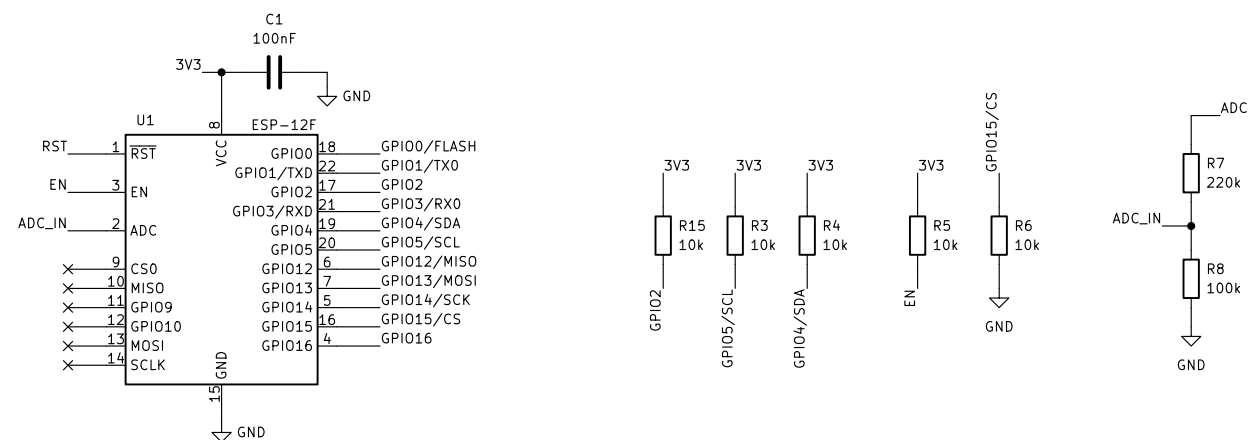 C1
100nF
3V3
GND
U1
ESP-12F
8
VCC
RST 1 RST
EN 3 EN
ADC_IN 2 ADC
9 CS0
10 MISO
11 GPIO9
12 GPIO10
13 MOSI
14 SCLK
GPIO0 18 GPIO0/FLASH
GPIO1/TXD 22 GPIO1/TX0
GPIO2 17 GPIO2
GPIO3/RXD 21 GPIO3/RX0
GPIO4 19 GPIO4/SDA
GPIO5 20 GPIO5/SCL
GPIO12 6 GPIO12/MISO
GPIO13 7 GPIO13/MOSI
GPIO14 5 GPIO14/SCK
GPIO15 16 GPIO15/CS
GPIO16 4 GPIO16
GND
15
GND
3V3
R15
10k
GPIO2
3V3
R3
10k
GPIO5/SCL
3V3
R4
10k
GPIO4/SDA
3V3
R5
10k
EN
GPIO15/CS
R6
10k
GND
ADC
R7
220k
ADC_IN
R8
100k
GND